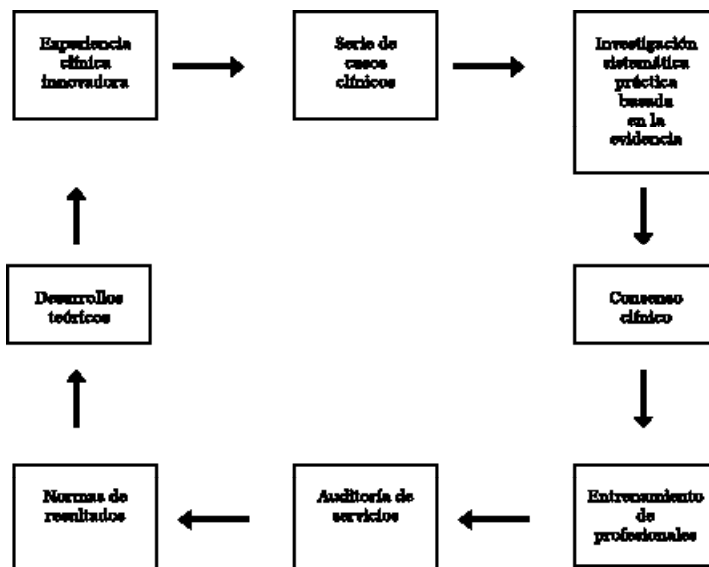 Experiencia
clínica
innovadora
Serie de
casos
clínicos
Investigación
sistemática
práctica
basada
en la
evidencia
Consenso
clínico
Entrenamiento
de
profesionales
Auditoría de
servicios
Normas de
resultados
Desarrollos
teóricos